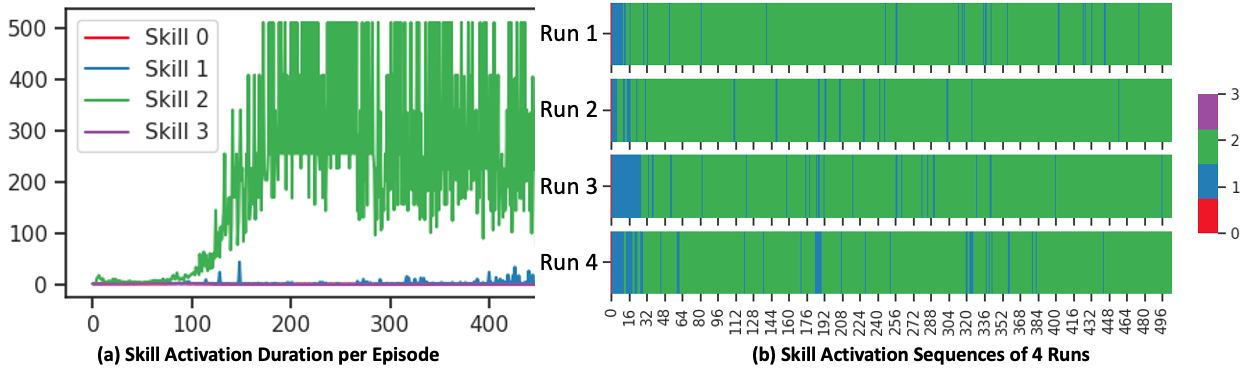 500
400
300
200
100
0
Skill 0
Skill 1
Skill 2
Skill 3
0 100 200 300 400
(a) Skill Activation Duration per Episode
Run 1
Run 2
Run 3
Run 4
0 16 32 48 64 80 96 112 128 144 160 176 192 208 224 240 256 272 288 304 320 336 352 368 384 400 416 432 448 464 480 496
3
2
1
0
(b) Skill Activation Sequences of 4 Runs